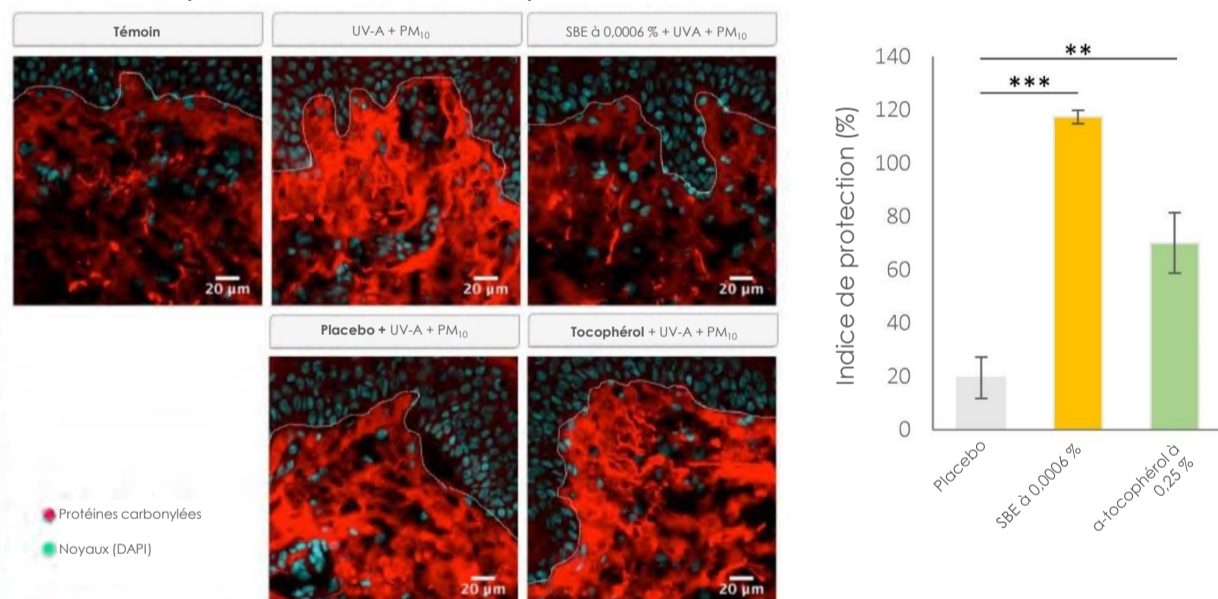 Témoin
UV-A + PM₁₀
SBE à 0,0006 % + UVA + PM₁₀
20 µm
20 µm
20 µm
Placebo + UV-A + PM₁₀
Tocophérol + UV-A + PM₁₀
20 µm
20 µm
Protéines carbonylées
Noyaux (DAPI)
Indice de protection (%)
140
120
100
80
60
40
20
0
**
***
Placebo
SBE à 0,0006 %
α-tocophérol à
0,25 %